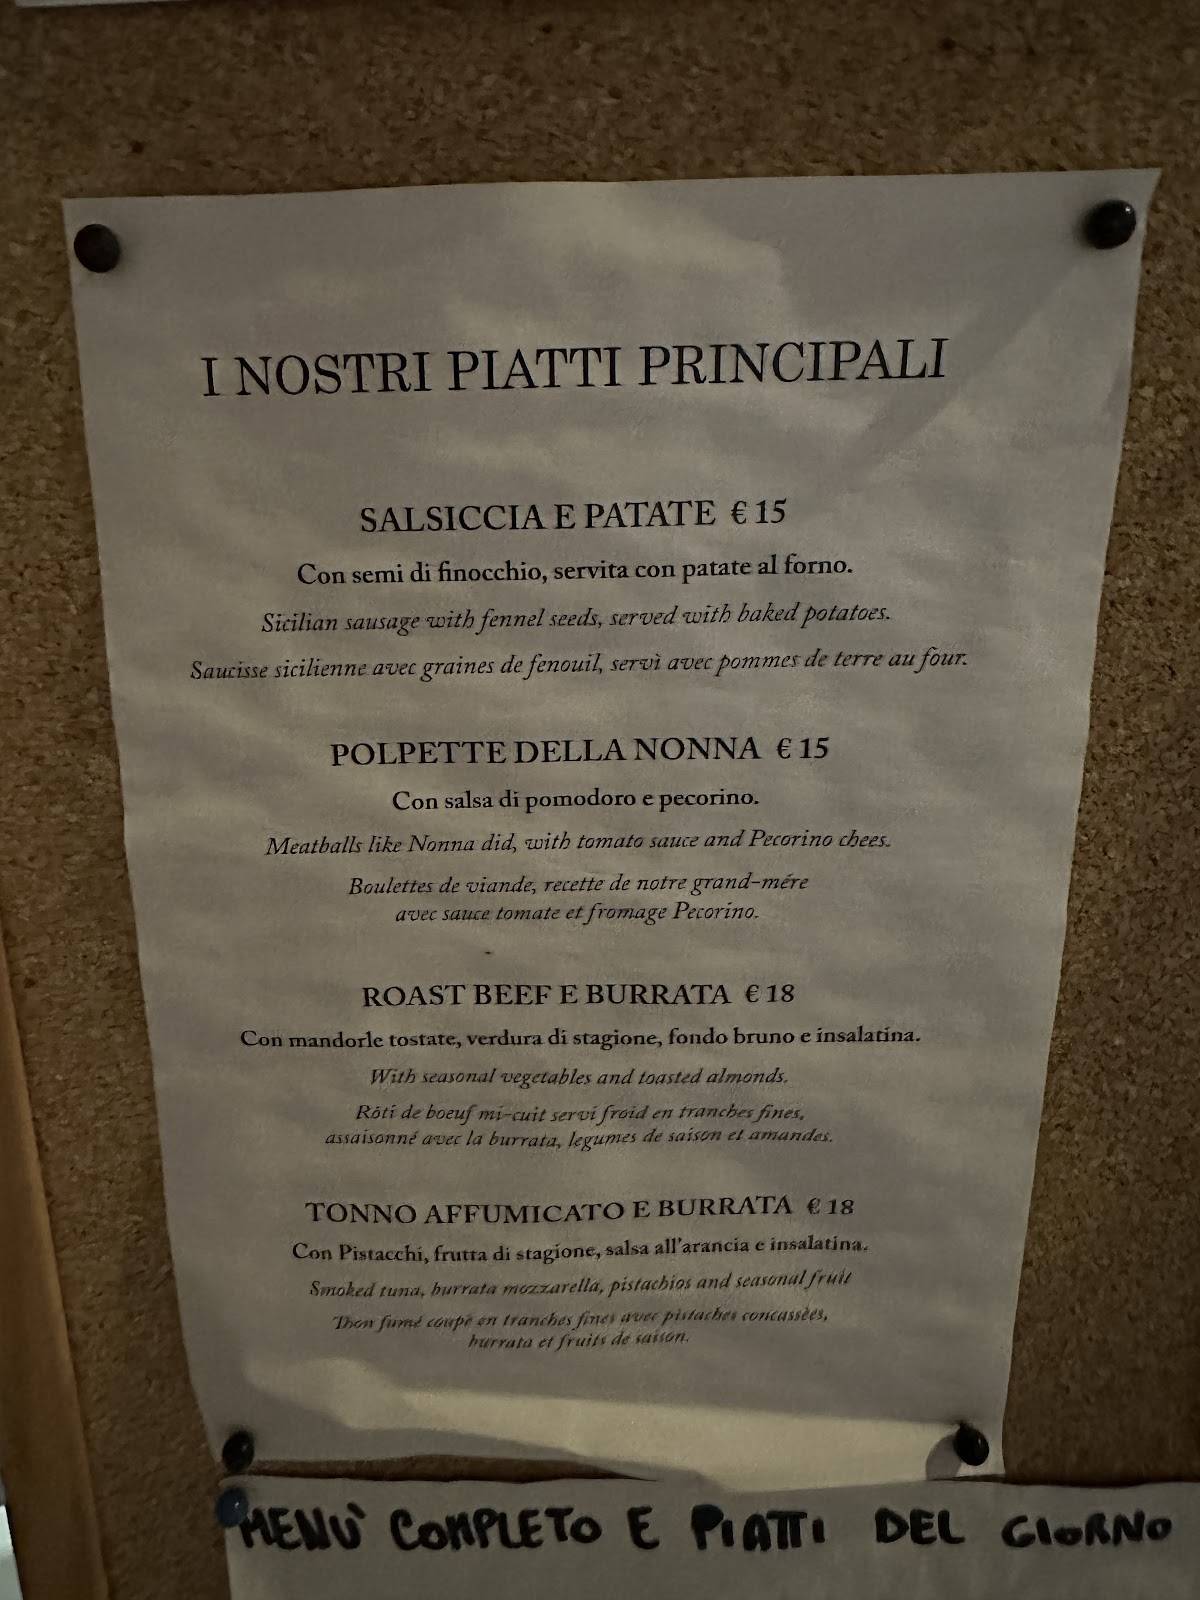 I NOSTRI PIATTI PRINCIPALI
SALSICCIA E PATATE € 15
Con semi di finocchio, servita con patate al forno.
Sicilian sausage with fennel seeds, served with baked potatoes.
Saucisse sicilienne avec graines de fenouil, servì avec pommes de terre au four.
POLPETTE DELLA NONNA € 15
Con salsa di pomodoro e pecorino.
Meatballs like Nonna did, with tomato sauce and Pecorino chees.
Boulettes de viande, recette de notre grand-mére
avec sauce tomate et fromage Pecorino.
ROAST BEEF E BURRATA € 18
Con mandorle tostate, verdura di stagione, fondo bruno e insalatina.
With seasonal vegetables and toasted almonds.
Rôti de boeuf mi-cuit servi froid en tranches fines,
assaisonné avec la burrata, legumes de saison et amandes.
TONNO AFFUMICATO E BURRATA € 18
Con Pistacchi, frutta di stagione, salsa all'arancia e insalatina.
Smoked tuna, burrata mozzarella, pistachios and seasonal fruit
Thon fumé coupé en tranches fines avec pistaches concassèes,
burrata et fruits de saison.
MENÙ COMPLETO E PIATTI DEL GIORNO